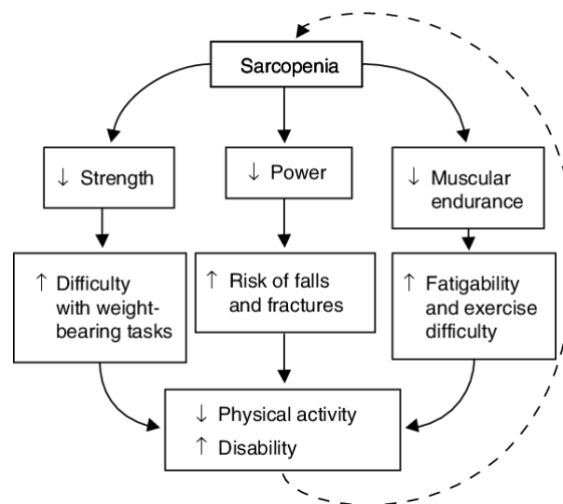 Sarcopenia
↓ Strength
↓ Power
↓ Muscular
endurance
↑ Difficulty
with weight-
bearing tasks
↑ Risk of falls
and fractures
↑ Fatigability
and exercise
difficulty
↓ Physical activity
↑ Disability